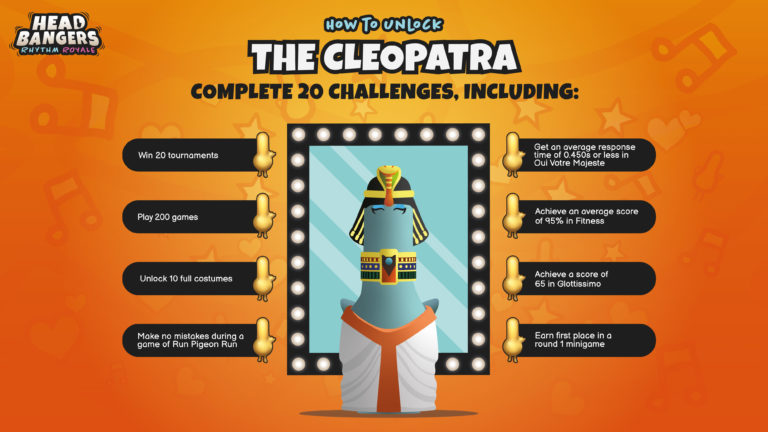 HEAD
BANGERS
RHYTHM ROYALE
HOW TO UNLOCK
THE CLEOPATRA
COMPLETE 20 CHALLENGES, INCLUDING:
Win 20 tournaments
Play 200 games
Unlock 10 full costumes
Make no mistakes during a
game of Run Pigeon Run
Get an average response
time of 0.450s or less in
Oui Votre Majeste
Achieve an average score
of 95% in Fitness
Achieve a score of
65 in Glottissimo
Earn first place in a
round 1 minigame